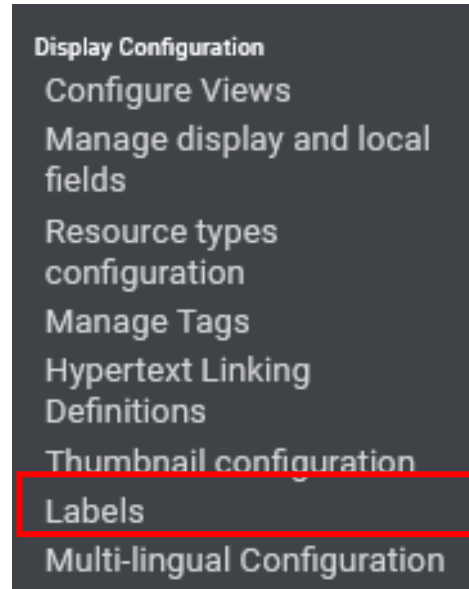 Display Configuration
Configure Views
Manage display and local
fields
Resource types
configuration
Manage Tags
Hypertext Linking
Definitions
Thumbnail configuration
Labels
Multi-lingual Configuration